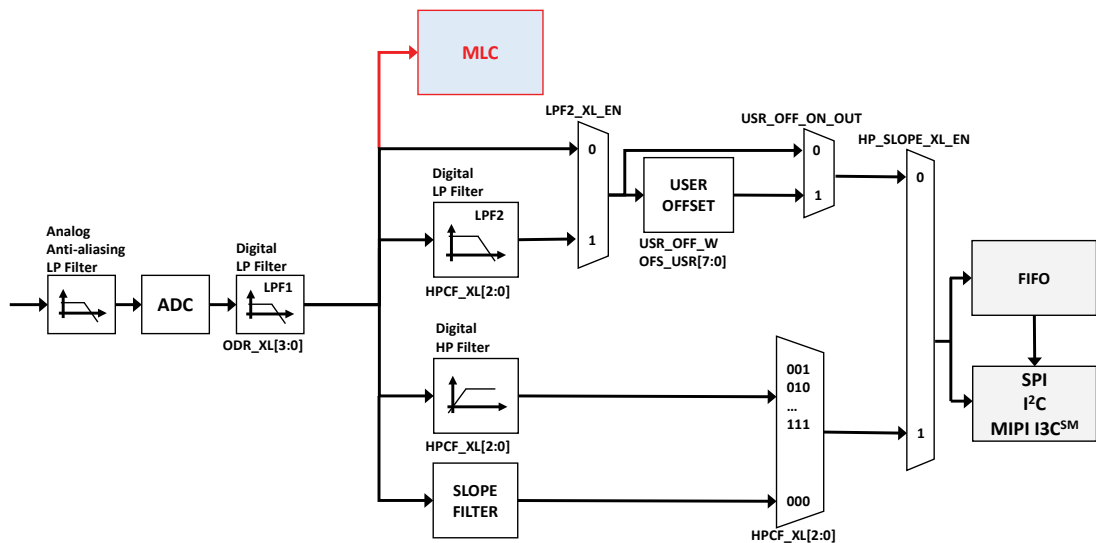 MLC
LPF2_XL_EN
0
1
USR_OFF_ON_OUT
0
1
HP_SLOPE_XL_EN
0
1
Digital
LP Filter
LPF2
HPCF_XL[2:0]
USER
OFFSET
USR_OFF_W
OFS_USR[7:0]
Analog
Anti-aliasing
LP Filter
ADC
Digital
LP Filter
LPF1
ODR_XL[3:0]
FIFO
Digital
HP Filter
HPCF_XL[2:0]
001
010
...
111
000
HPCF_XL[2:0]
SPI
I²C
MIPI I3Cˢᴹ
SLOPE
FILTER